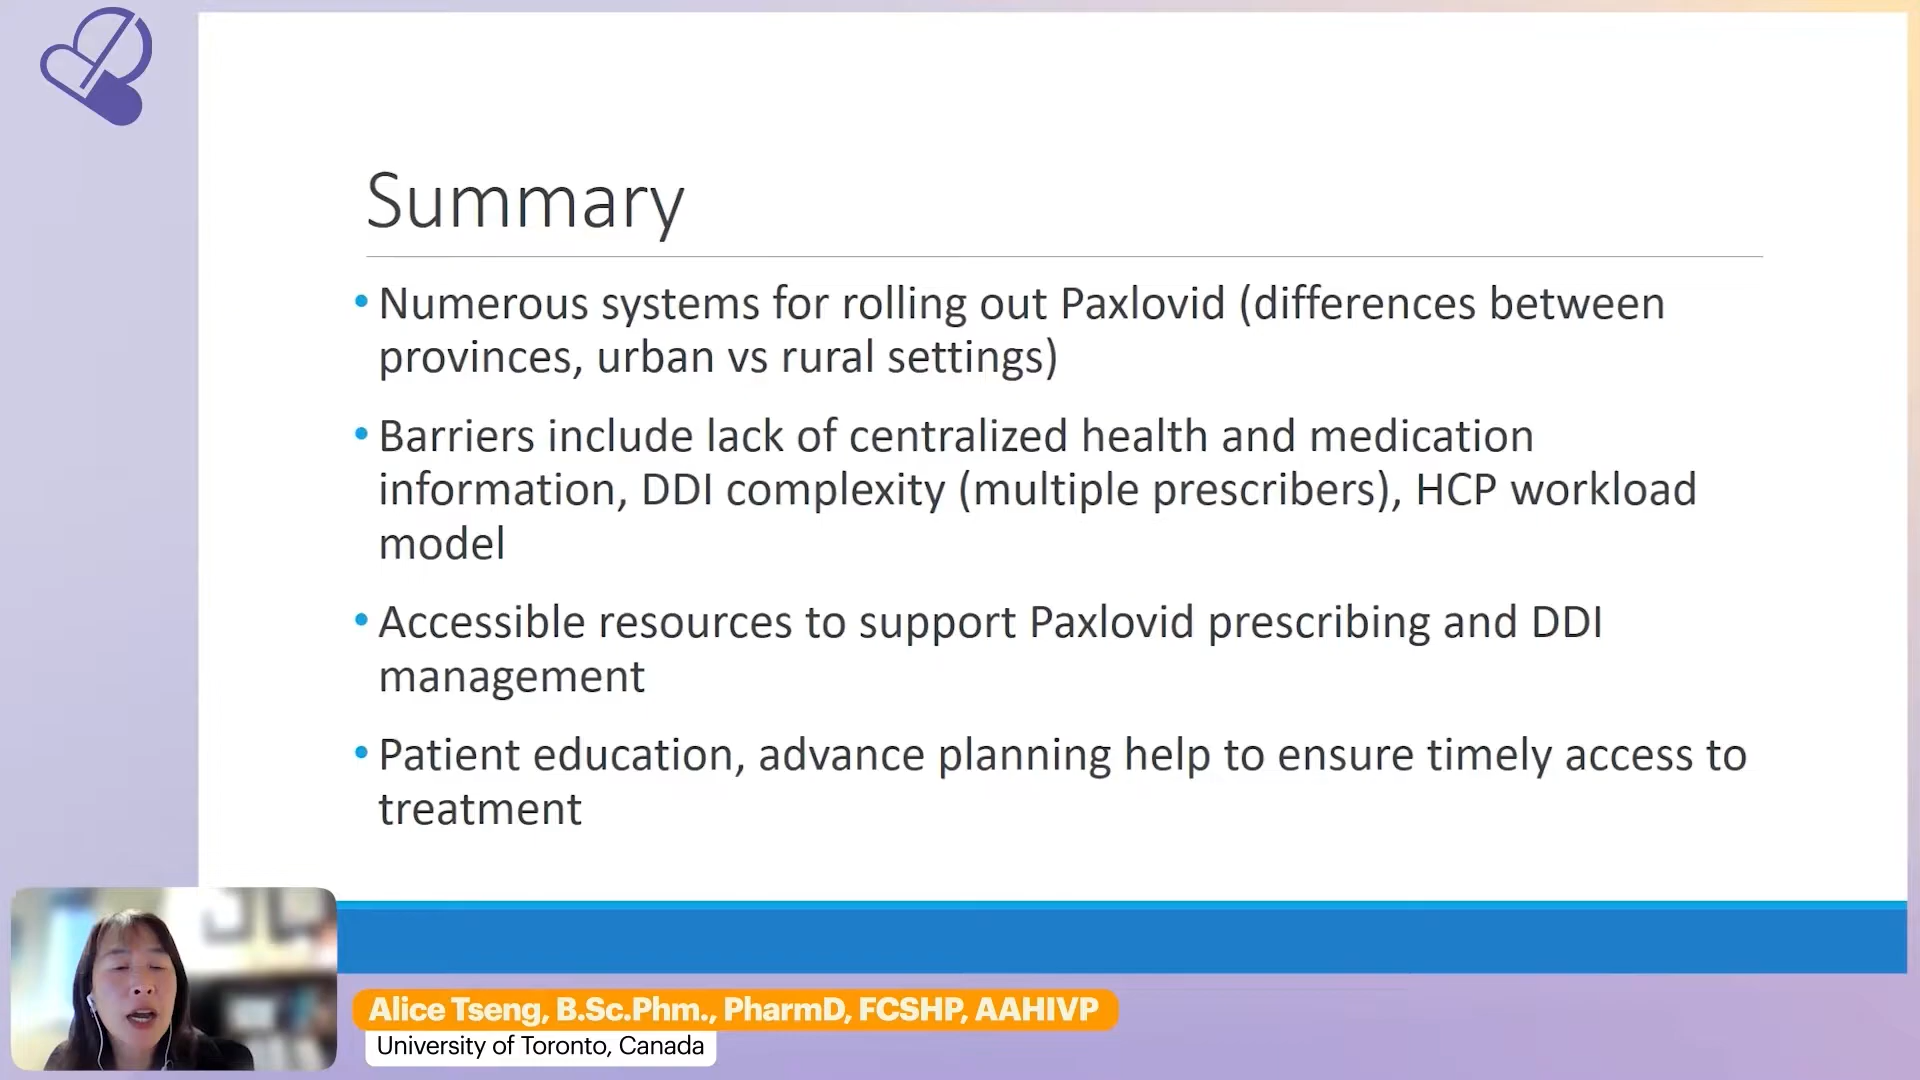 Summary
• Numerous systems for rolling out Paxlovid (differences between
provinces, urban vs rural settings)
• Barriers include lack of centralized health and medication
information, DDI complexity (multiple prescribers), HCP workload
model
• Accessible resources to support Paxlovid prescribing and DDI
management
• Patient education, advance planning help to ensure timely access to
treatment
Alice Tseng, B.Sc.Phm., PharmD, FCSHP, AAHIVP
University of Toronto, Canada